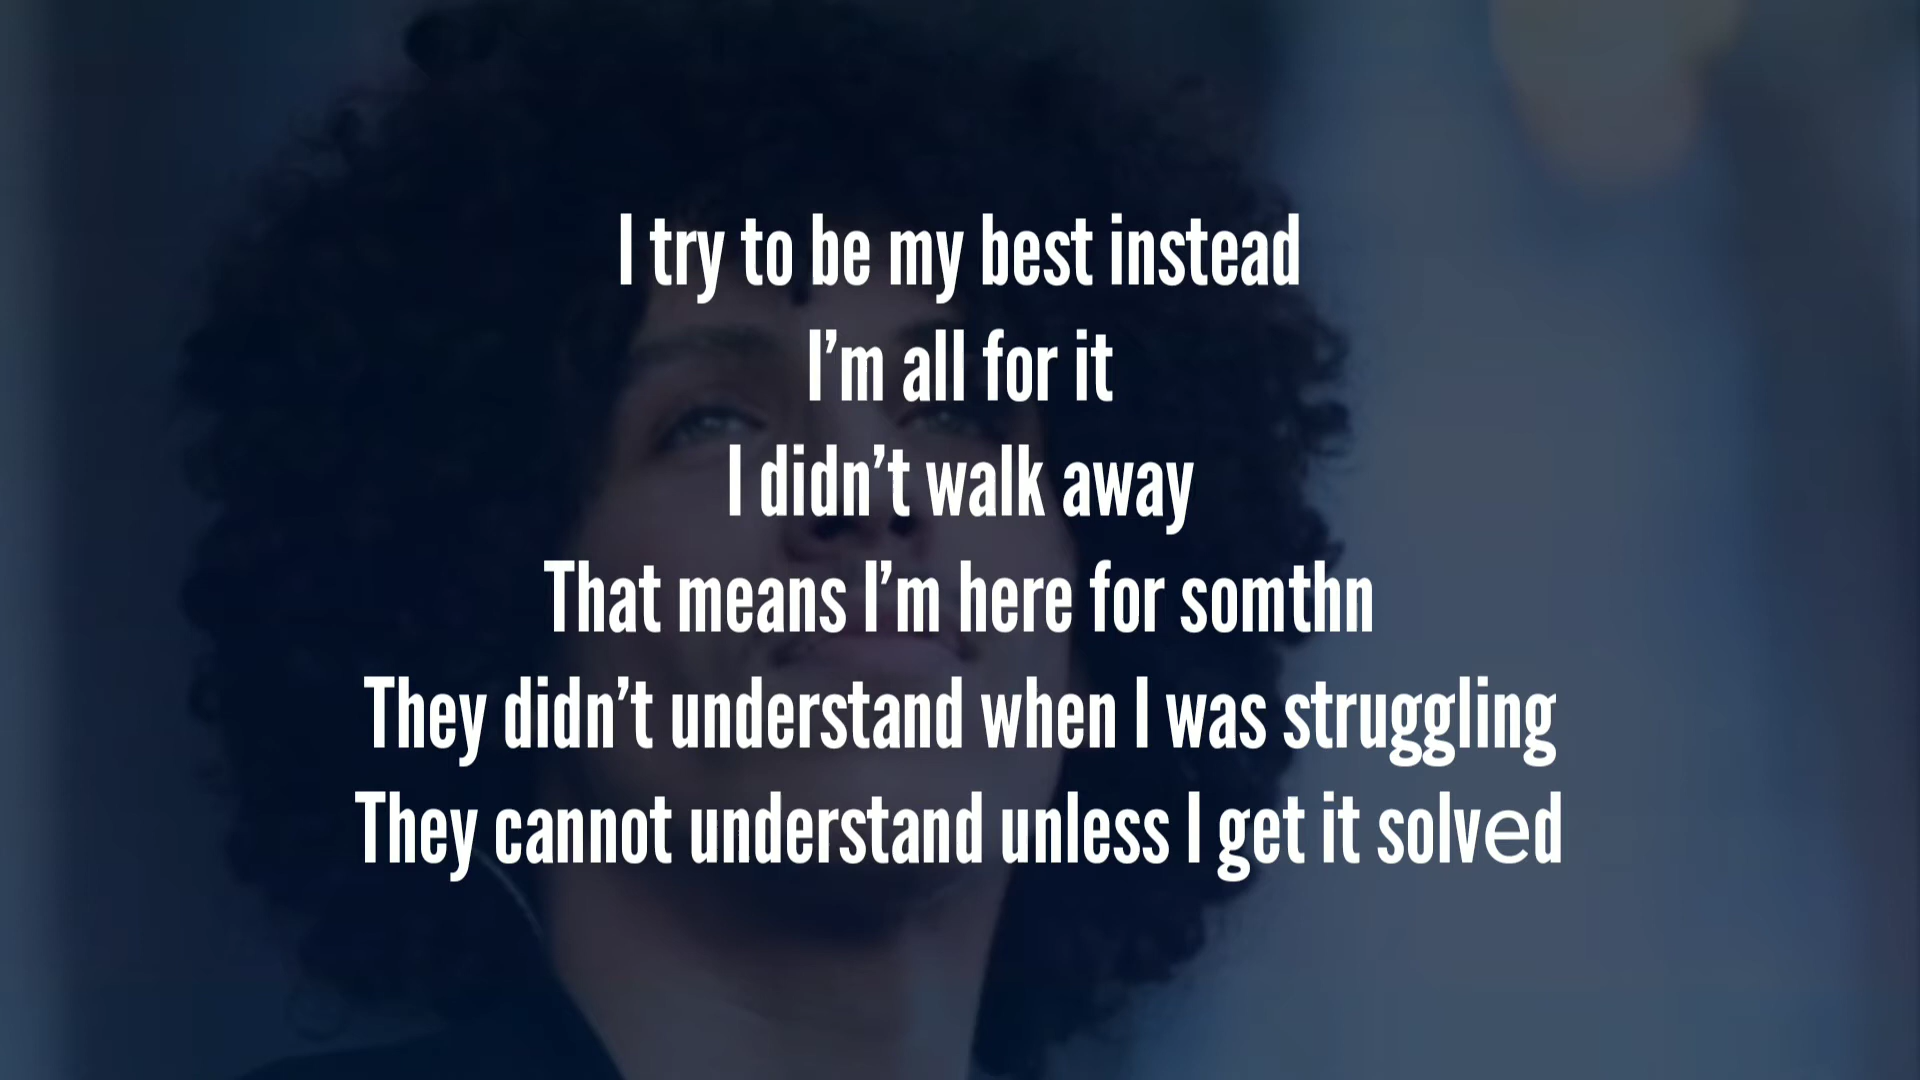 I try to be my best instead
I’m all for it
I didn’t walk away
That means I’m here for somthn
They didn’t understand when I was struggling
They cannot understand unless I get it solvеd